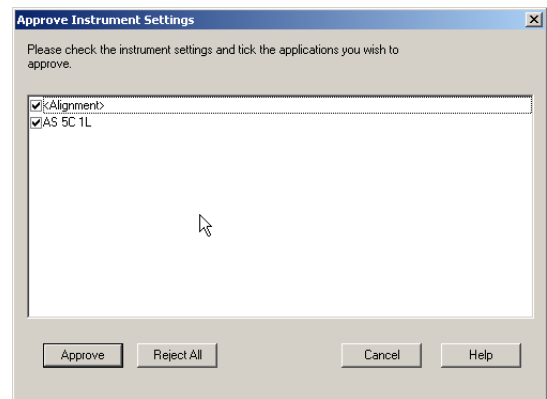 Approve Instrument Settings
Please check the instrument settings and tick the applications you wish to
approve.
<Alignment>
AS 5C 1L
Approve Reject All Cancel Help